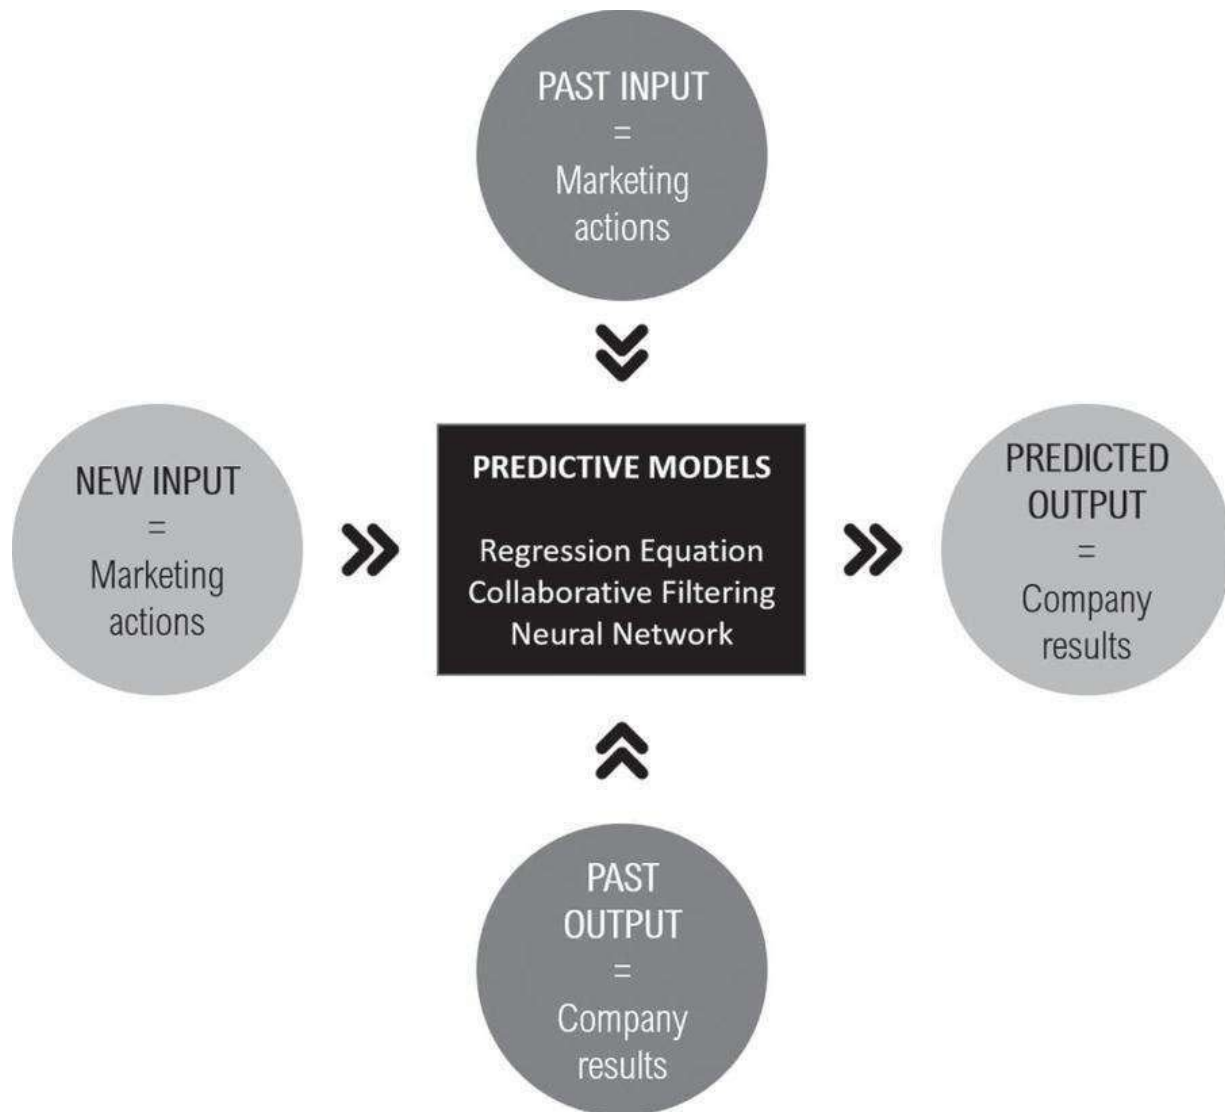 PAST INPUT
=
Marketing
actions
NEW INPUT
=
Marketing
actions
PREDICTIVE MODELS
Regression Equation
Collaborative Filtering
Neural Network
PREDICTED
OUTPUT
=
Company
results
PAST
OUTPUT
=
Company
results